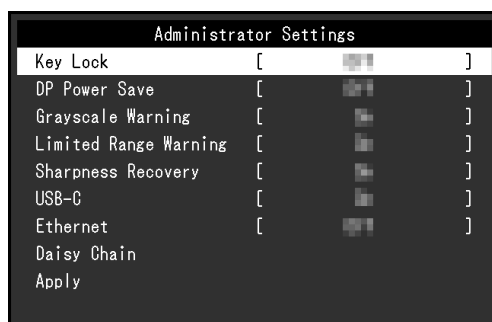 Administrator Settings
Key Lock [ ]
DP Power Save [ ]
Grayscale Warning [ ]
Limited Range Warning [ ]
Sharpness Recovery [ ]
USB-C [ ]
Ethernet [ ]
Daisy Chain
Apply